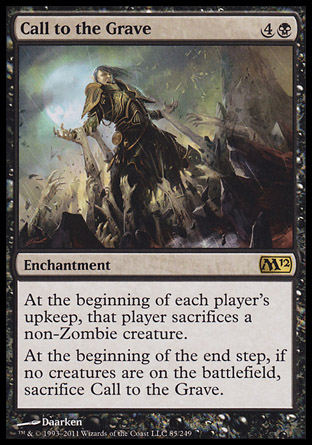 Call to the Grave 4
Enchantment M12
At the beginning of each player's
upkeep, that player sacrifices a
non-Zombie creature.
At the beginning of the end step, if
no creatures are on the battlefield,
sacrifice Call to the Grave.
Daarken
™ & © 1993–2011 Wizards of the Coast LLC 85/249